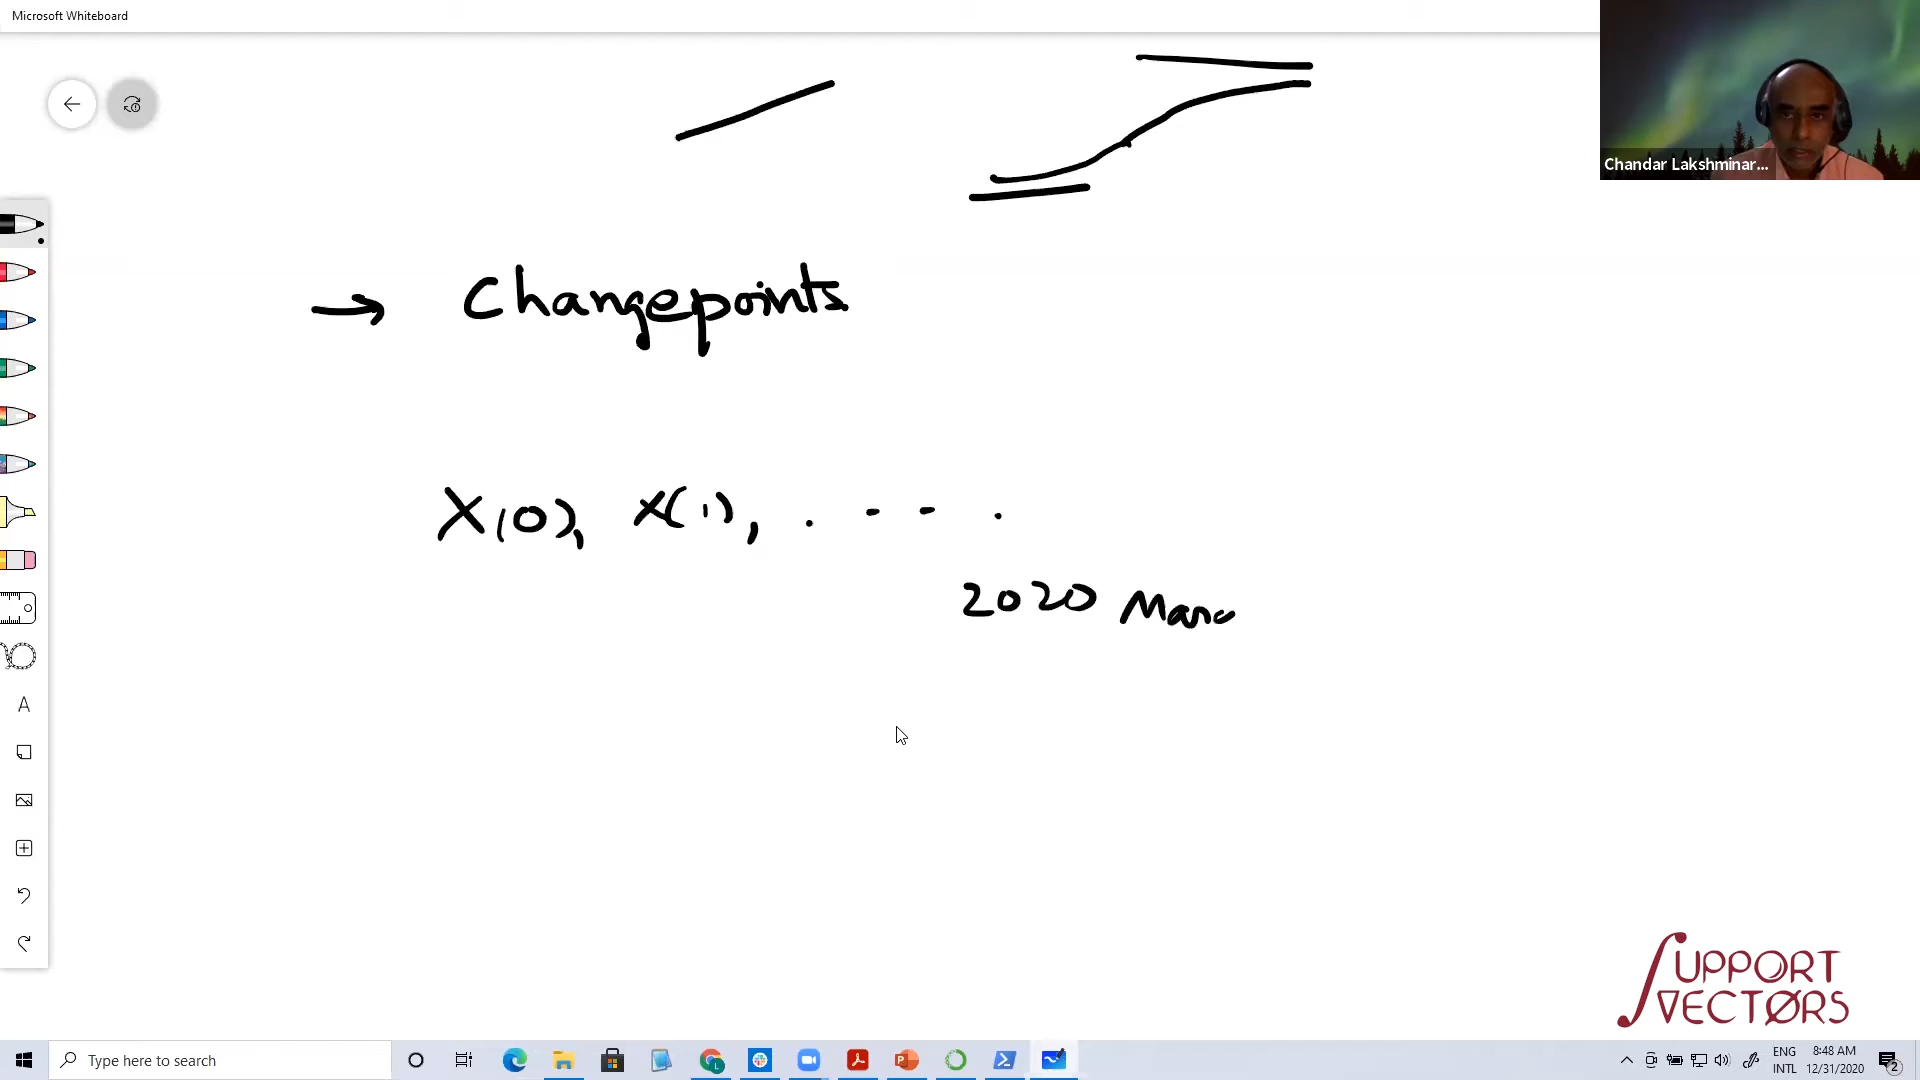 Microsoft Whiteboard
Chandar Lakshminar...
→ Changepoints
X(0), X(1), . - - .
2020 Marc
A
SUPPORT
VECTORS
Type here to search
ENG
INTL
8:48 AM
12/31/2020
2